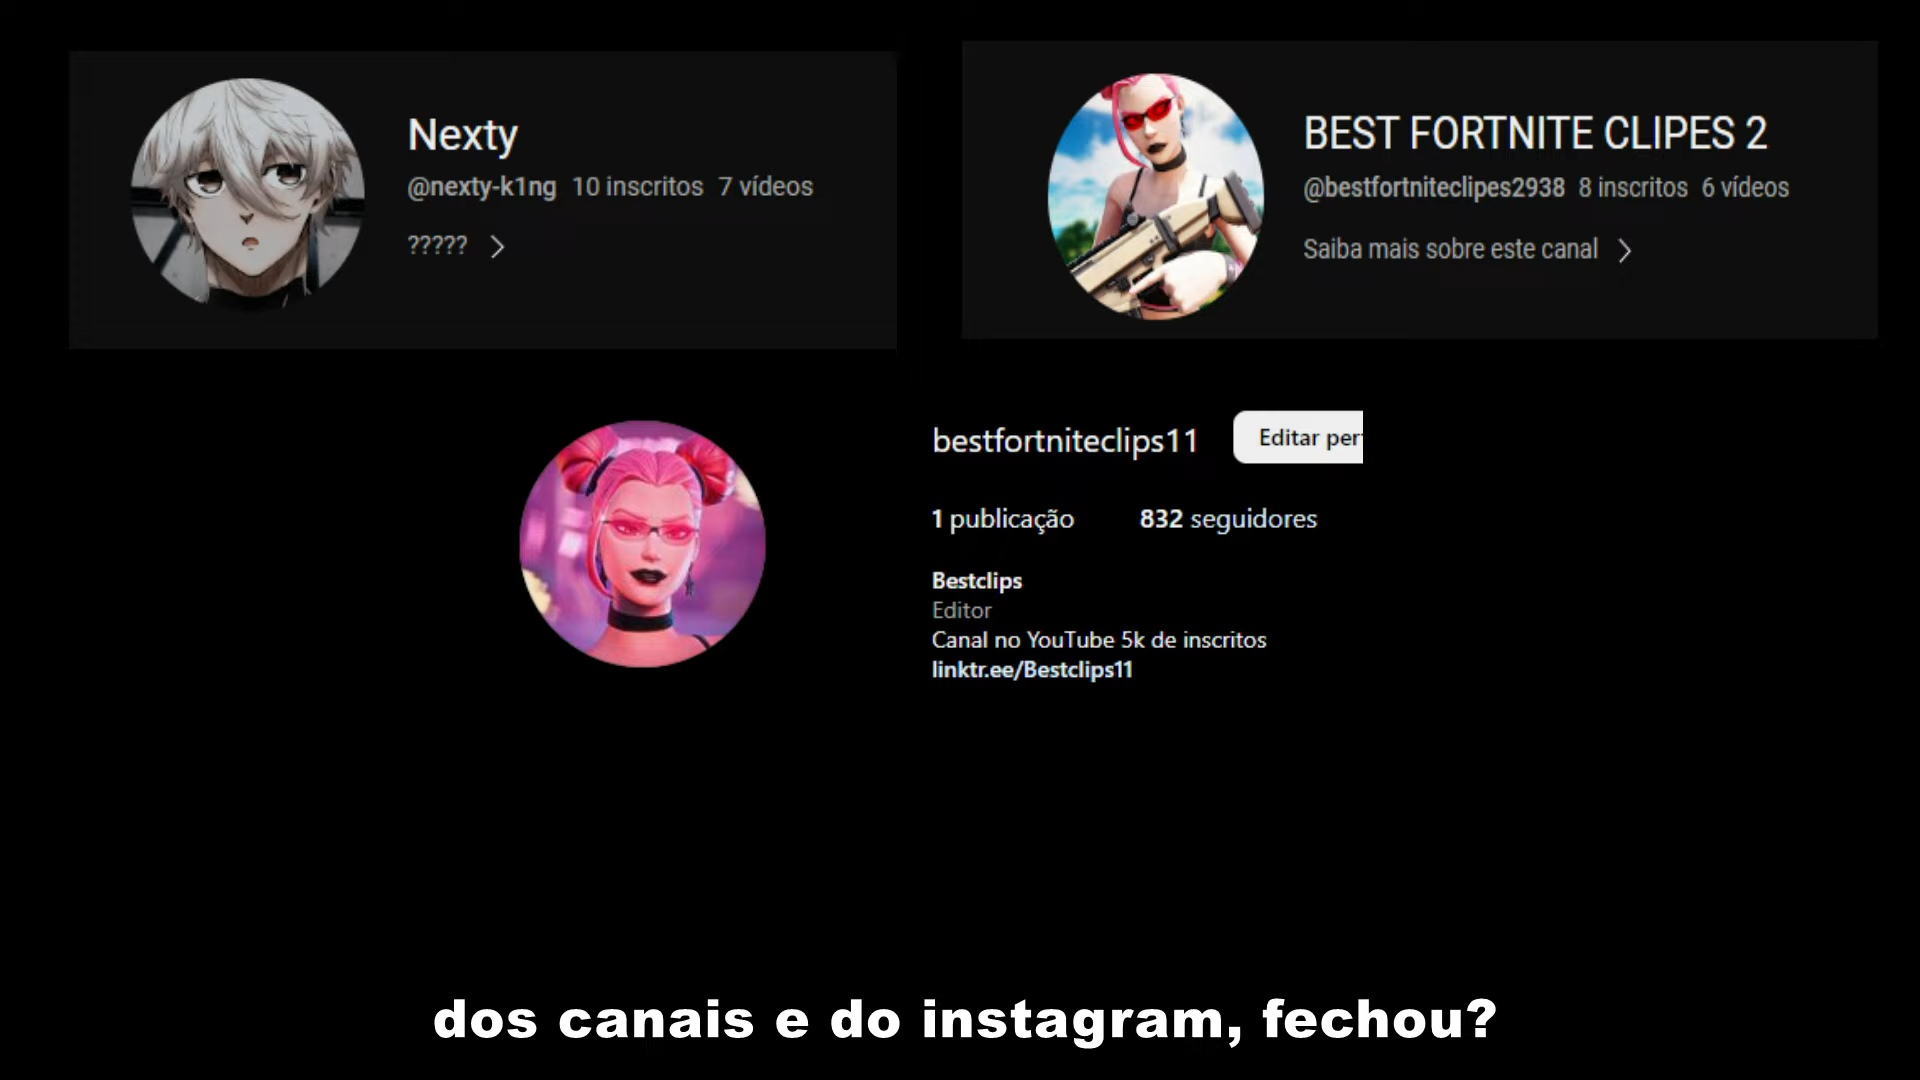 Nexty
@nexty-k1ng 10 inscritos 7 vídeos
?????
BEST FORTNITE CLIPES 2
@bestfortniteclipes2938 8 inscritos 6 vídeos
Saiba mais sobre este canal
bestfortniteclips11
Editar per
1 publicação 832 seguidores
Bestclips
Editor
Canal no YouTube 5k de inscritos
linktr.ee/Bestclips11
dos canais e do instagram, fechou?